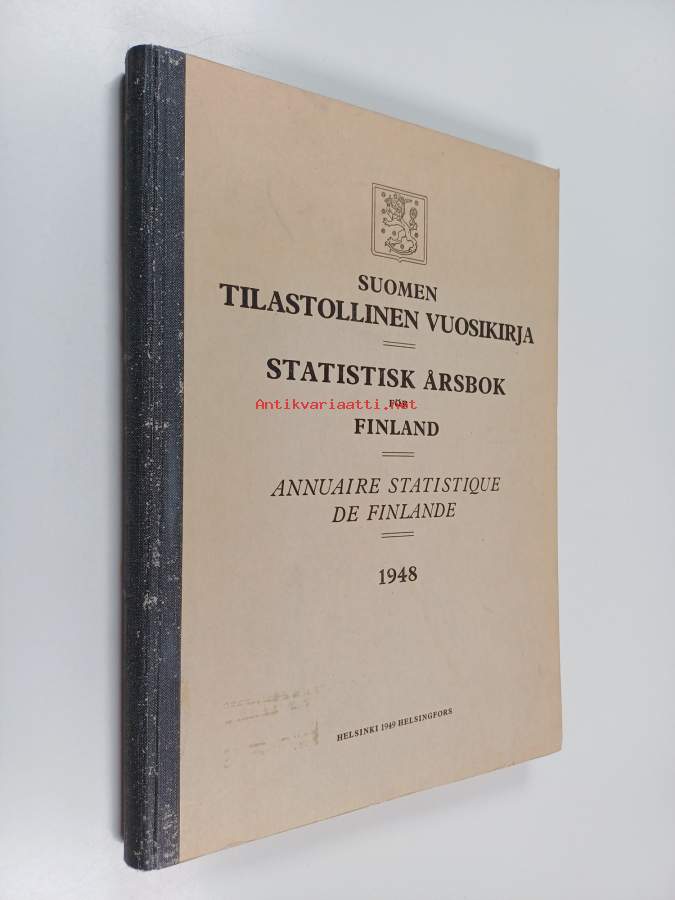 SUOMEN
TILASTOLLINEN VUOSIKIRJA
STATISTISK ÅRSBOK
FÖR
Antikvariaatti.net
FINLAND
ANNUAIRE STATISTIQUE
DE FINLANDE
1948
HELSINKI 1949 HELSINGFORS